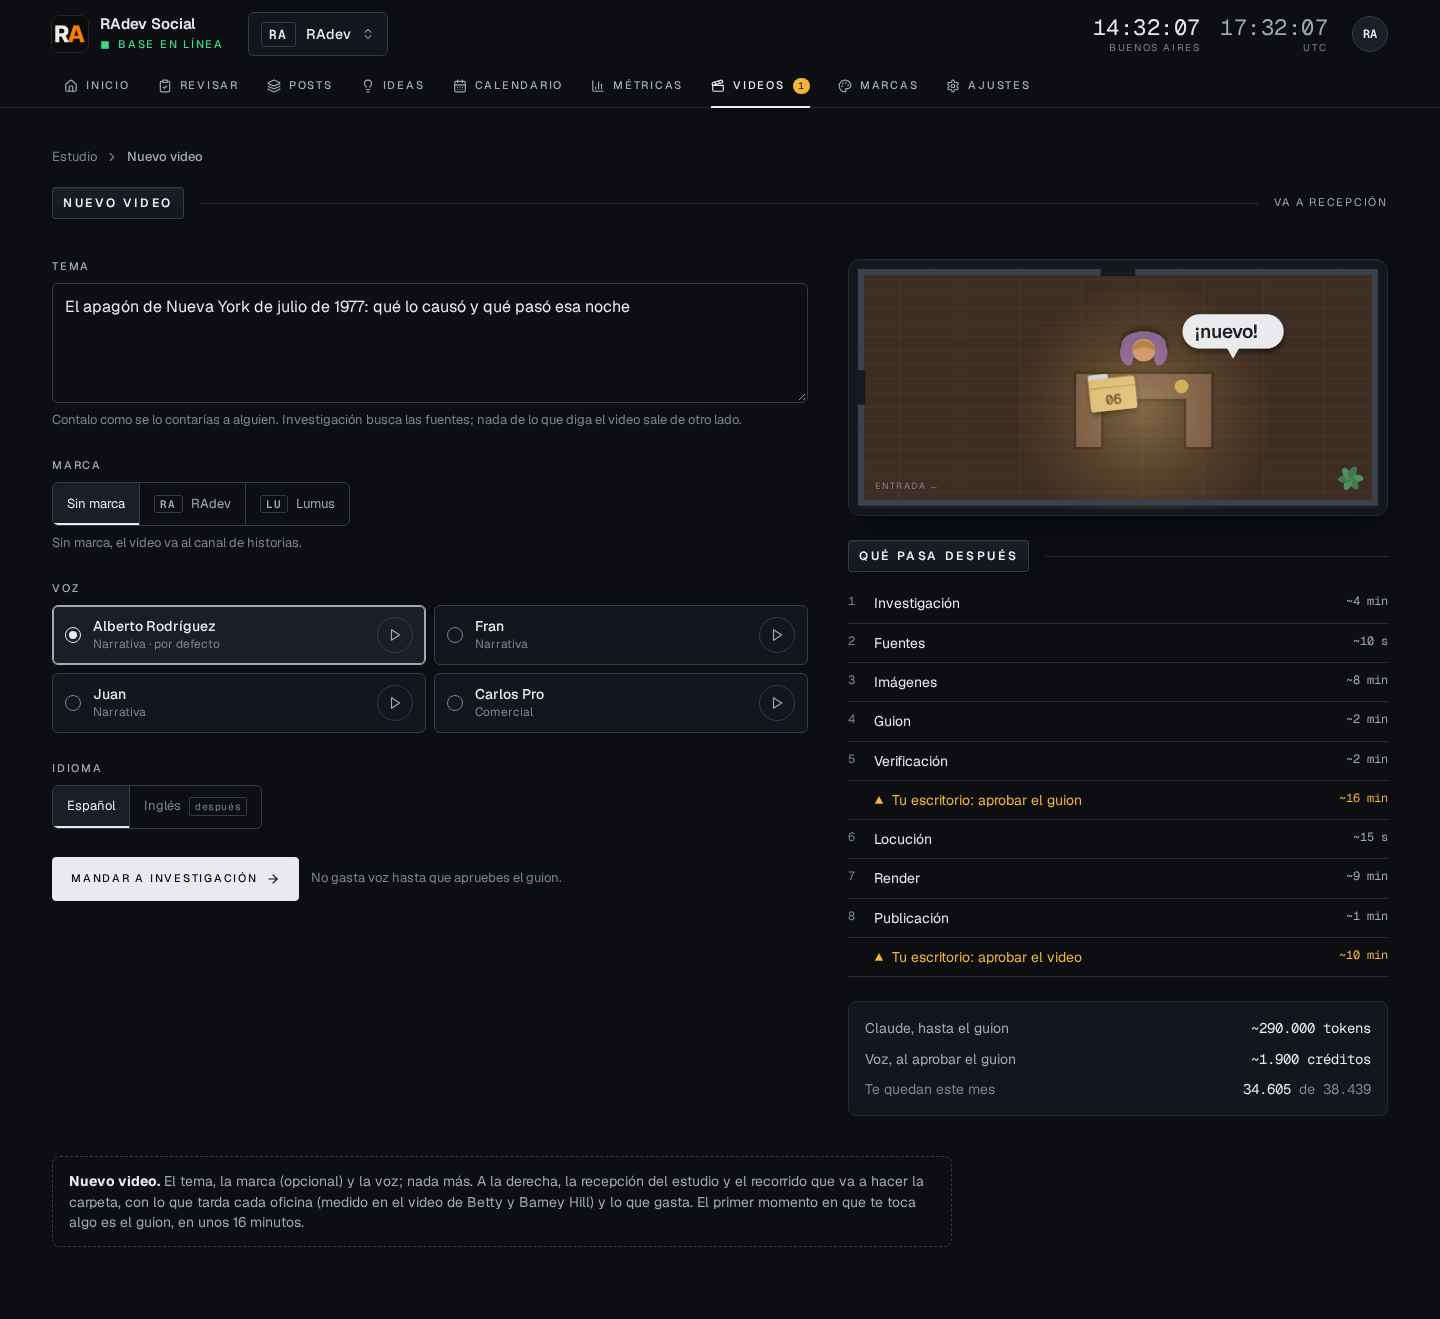 RA
RAdev Social
BASE EN LÍNEA
RA RAdev
14:32:07
BUENOS AIRES
17:32:07
UTC
RA
INICIO
REVISAR
POSTS
IDEAS
CALENDARIO
MÉTRICAS
VIDEOS 1
MARCAS
AJUSTES
Estudio > Nuevo video
NUEVO VIDEO
VA A RECEPCIÓN
TEMA
El apagón de Nueva York de julio de 1977: qué lo causó y qué pasó esa noche
Contalo como se lo contarías a alguien. Investigación busca las fuentes; nada de lo que diga el video sale de otro lado.
MARCA
Sin marca
RA RAdev
LU Lumus
Sin marca, el video va al canal de historias.
VOZ
Alberto Rodríguez
Narrativa · por defecto
Fran
Narrativa
Juan
Narrativa
Carlos Pro
Comercial
IDIOMA
Español
Inglés después
MANDAR A INVESTIGACIÓN →
No gasta voz hasta que apruebes el guion.
¡nuevo!
06
ENTRADA ←
QUÉ PASA DESPUÉS
1 Investigación ~4 min
2 Fuentes ~10 s
3 Imágenes ~8 min
4 Guion ~2 min
5 Verificación ~2 min
▲ Tu escritorio: aprobar el guion ~16 min
6 Locución ~15 s
7 Render ~9 min
8 Publicación ~1 min
▲ Tu escritorio: aprobar el video ~10 min
Claude, hasta el guion ~290.000 tokens
Voz, al aprobar el guion ~1.900 créditos
Te quedan este mes 34.605 de 38.439
Nuevo video. El tema, la marca (opcional) y la voz; nada más. A la derecha, la recepción del estudio y el recorrido que va a hacer la
carpeta, con lo que tarda cada oficina (medido en el video de Betty y Barney Hill) y lo que gasta. El primer momento en que te toca
algo es el guion, en unos 16 minutos.